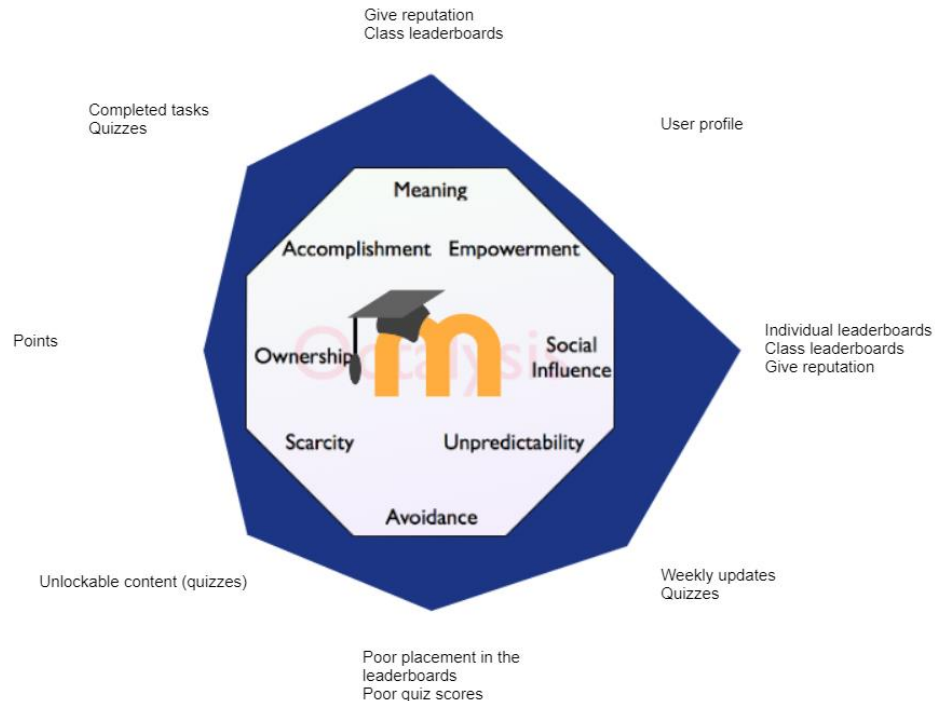 Give reputation
Class leaderboards
Completed tasks
Quizzes
User profile
Meaning
Accomplishment
Empowerment
Points
Ownership
Octalysis
m
Social
Influence
Individual leaderboards
Class leaderboards
Give reputation
Scarcity
Unpredictability
Avoidance
Unlockable content (quizzes)
Weekly updates
Quizzes
Poor placement in the
leaderboards
Poor quiz scores